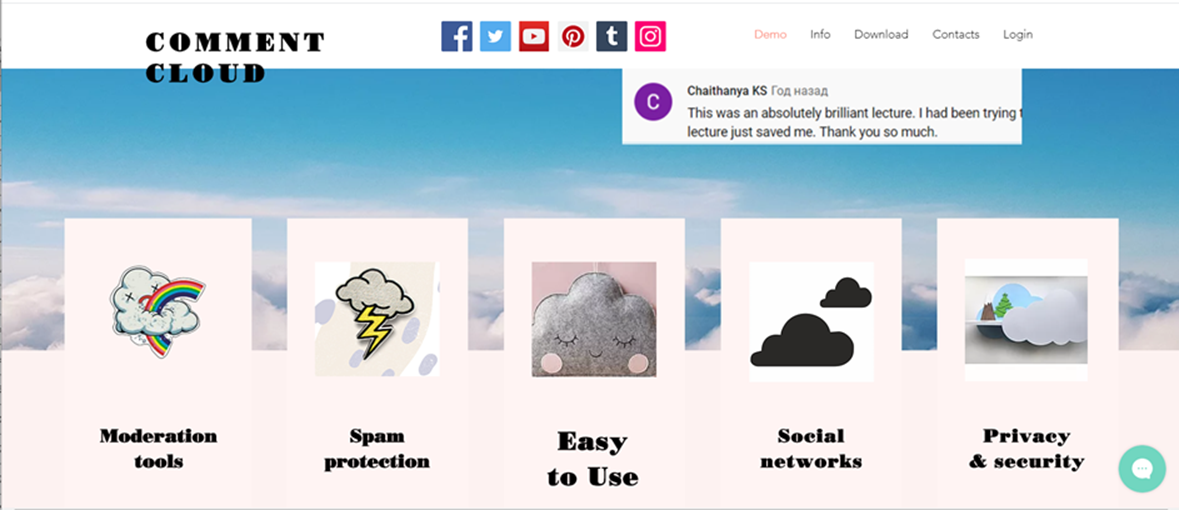 COMMENT
CLOUD
Demo Info Download Contacts Login
Chaithanya KS Год назад
This was an absolutely brilliant lecture. I had been trying
lecture just saved me. Thank you so much.
C
Moderation
tools
Spam
protection
Easy
to Use
Social
networks
Privacy
& security